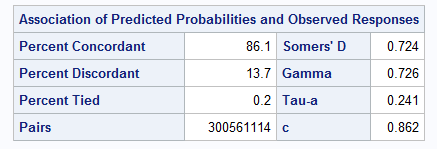 Association of Predicted Probabilities and Observed Responses
Percent Concordant 86.1 Somers' D 0.724
Percent Discordant 13.7 Gamma 0.726
Percent Tied 0.2 Tau-a 0.241
Pairs 300561114 c 0.862